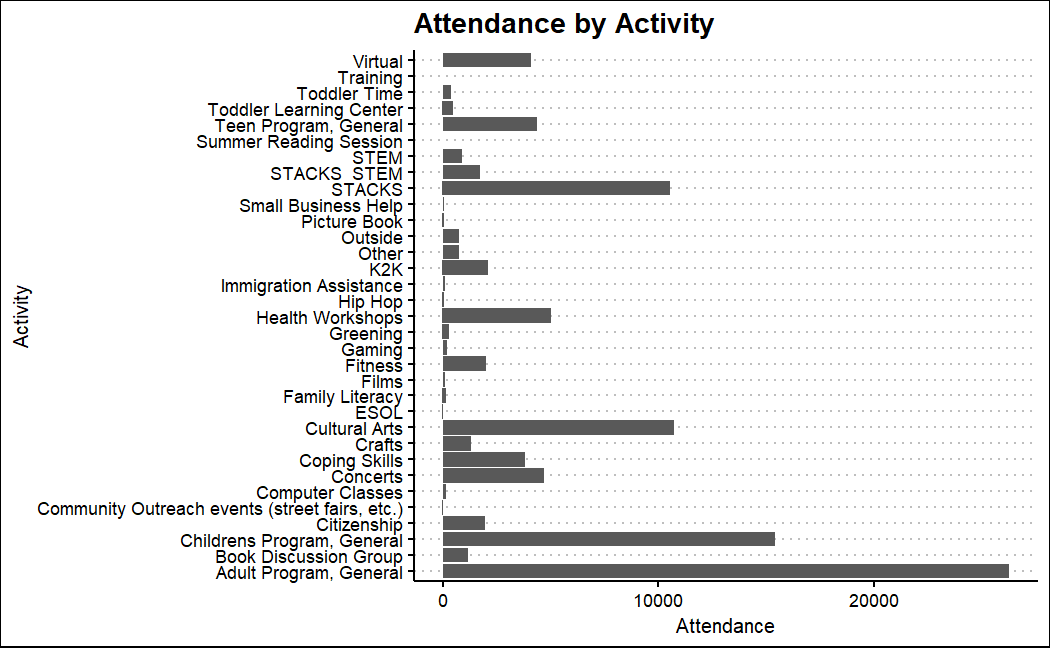 Attendance by Activity
Virtual
Training
Toddler Time
Toddler Learning Center
Teen Program, General
Summer Reading Session
STEM
STACKS  STEM
STACKS
Small Business Help
Picture Book
Outside
Other
K2K
Immigration Assistance
Hip Hop
Health Workshops
Greening
Gaming
Fitness
Films
Family Literacy
ESOL
Cultural Arts
Crafts
Coping Skills
Concerts
Computer Classes
Community Outreach events (street fairs, etc.)
Citizenship
Childrens Program, General
Book Discussion Group
Adult Program, General
Activity
0 10000 20000
Attendance